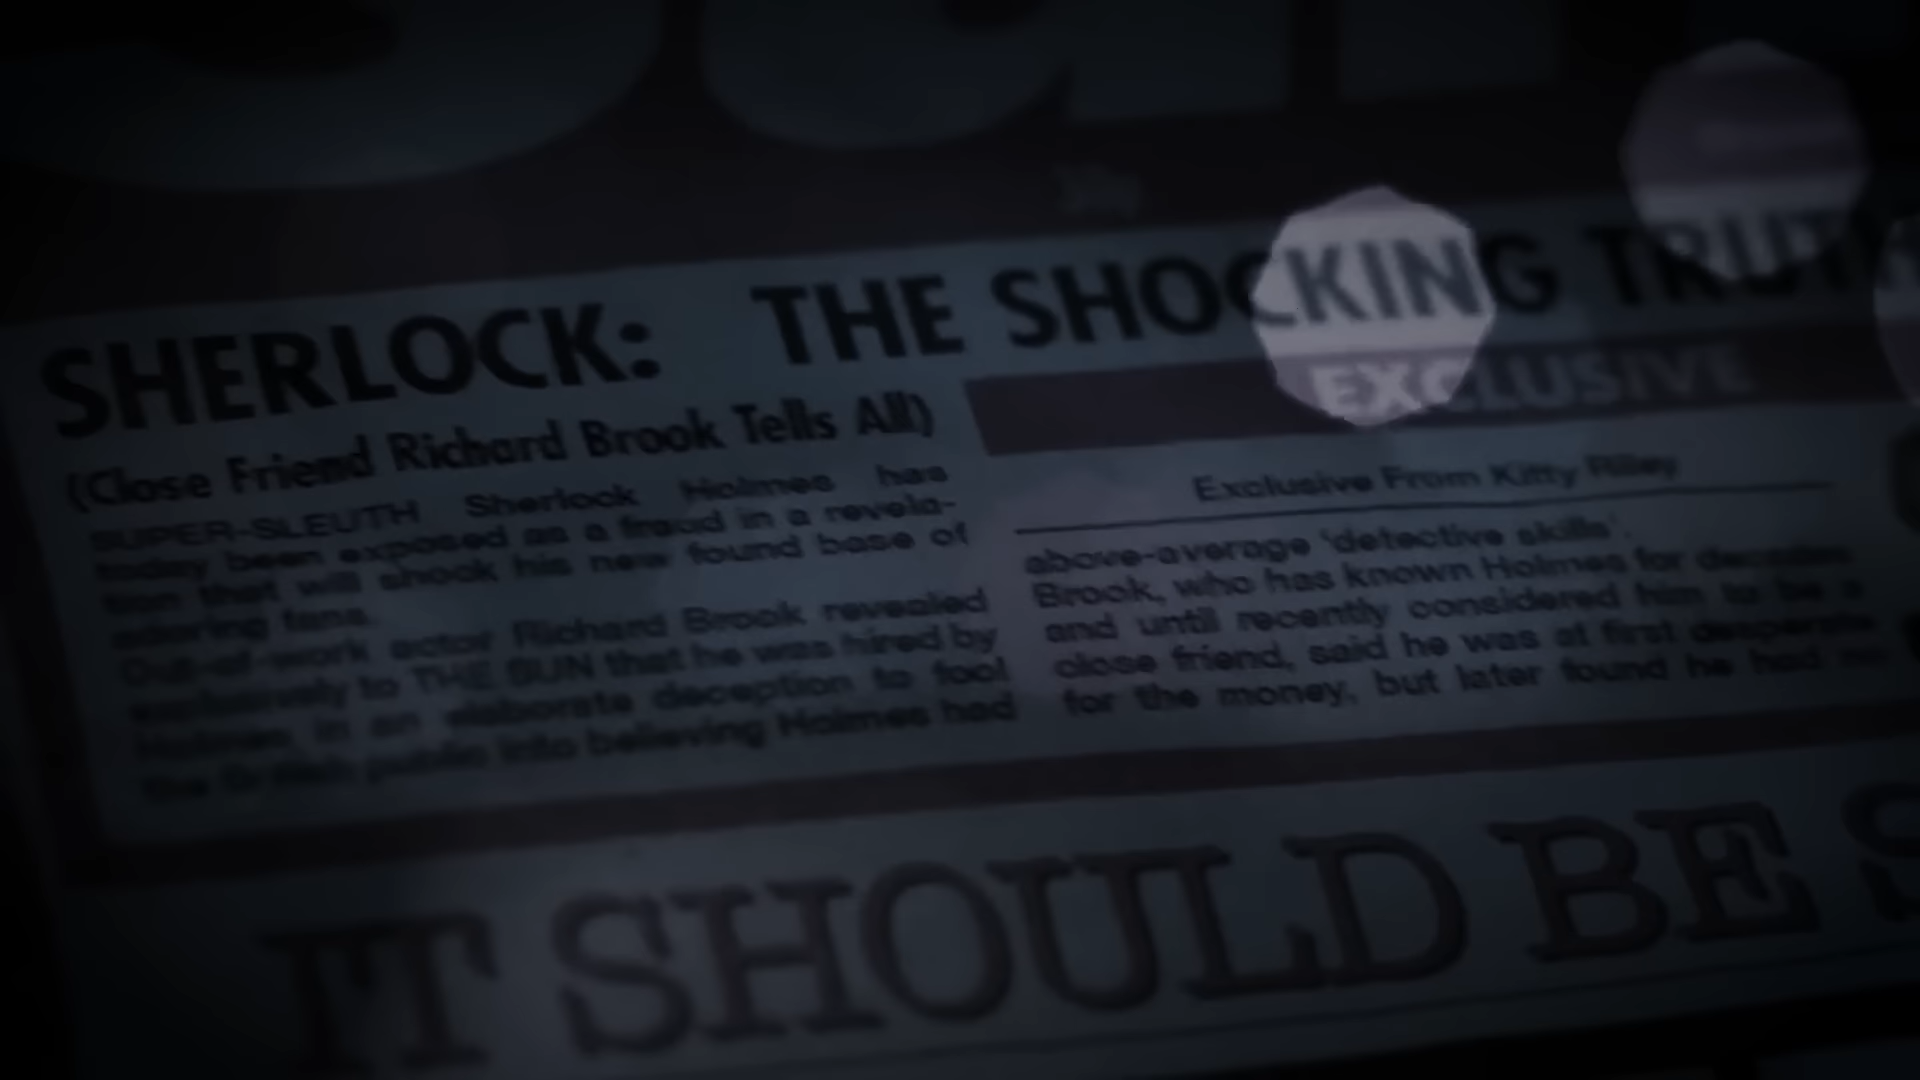 Sun
30p
SHERLOCK: THE SHOCKING TRUTH
EXCLUSIVE
(Close Friend Richard Brook Tells All)
Exclusive From Kitty Riley
SUPER-SLEUTH Sherlock Holmes has
today been exposed as a fraud in a revela-
tion that will shock his new found base of
adoring fans.
Out-of-work actor Richard Brook revealed
exclusively to THE SUN that he was hired by
Holmes in an elaborate deception to fool
the British public into believing Holmes had
above-average 'detective skills'.
Brook, who has known Holmes for decades
and until recently considered him to be a
close friend, said he was at first desperate
for the money, but later found he had no
IT SHOULD BE S